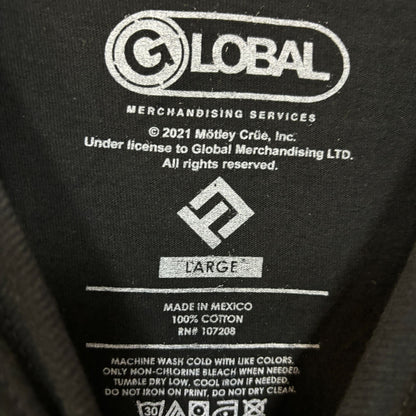 GLOBAL
MERCHANDISING SERVICES
© 2021 Mötley Crüe, Inc.
Under license to Global Merchandising LTD.
All rights reserved.
LARGE
MADE IN MEXICO
100% COTTON
RN# 107208
MACHINE WASH COLD WITH LIKE COLORS.
ONLY NON-CHLORINE BLEACH WHEN NEEDED.
TUMBLE DRY LOW. COOL IRON IF NEEDED.
DO NOT IRON ON PRINT. DO NOT DRY CLEAN.
30